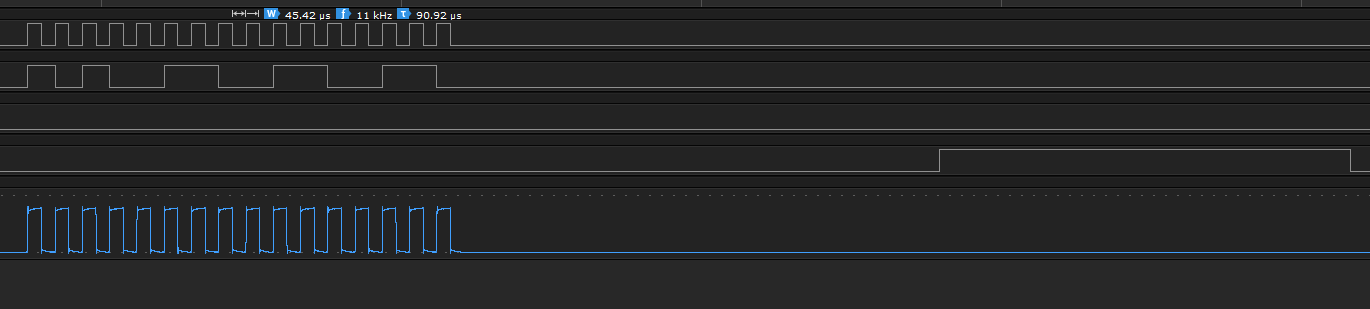 W 45.42 µs f 11 kHz τ 90.92 µs